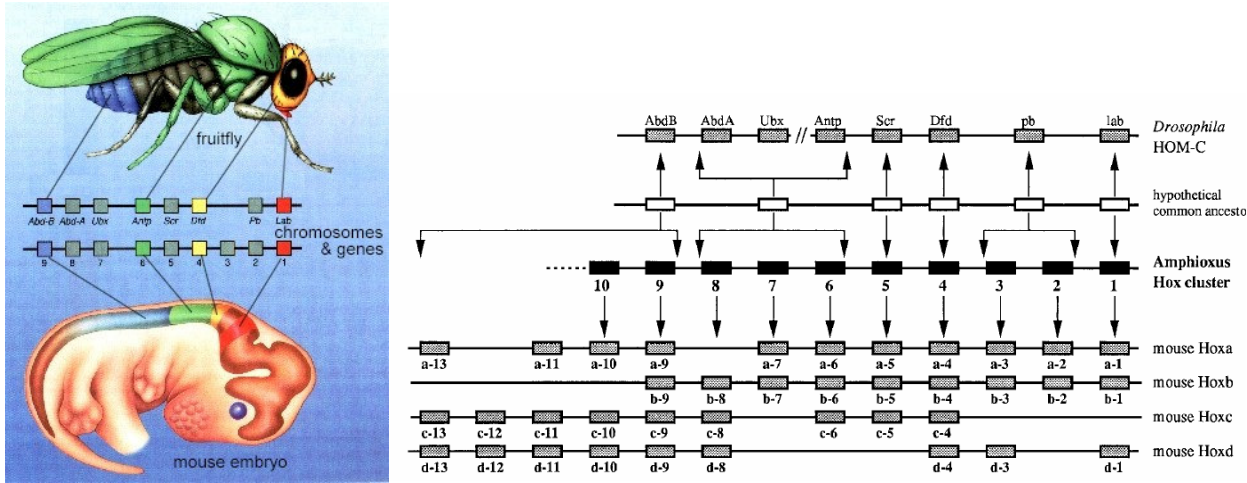 fruitfly
Abd-B Abd-A Ubx Antp Scr Dfd Pb Lab
chromosomes
& genes
9 8 7 6 5 4 3 2 1
mouse embryo
AbdB AbdA Ubx Antp Scr Dfd pb lab
//
Drosophila
HOM-C
hypothetical
common ancesto
Amphioxus
Hox cluster
10 9 8 7 6 5 4 3 2 1
mouse Hoxa
a-13 a-11 a-10 a-9 a-7 a-6 a-5 a-4 a-3 a-2 a-1
mouse Hoxb
b-9 b-8 b-7 b-6 b-5 b-4 b-3 b-2 b-1
mouse Hoxc
c-13 c-12 c-11 c-10 c-9 c-8 c-6 c-5 c-4
mouse Hoxd
d-13 d-12 d-11 d-10 d-9 d-8 d-4 d-3 d-1